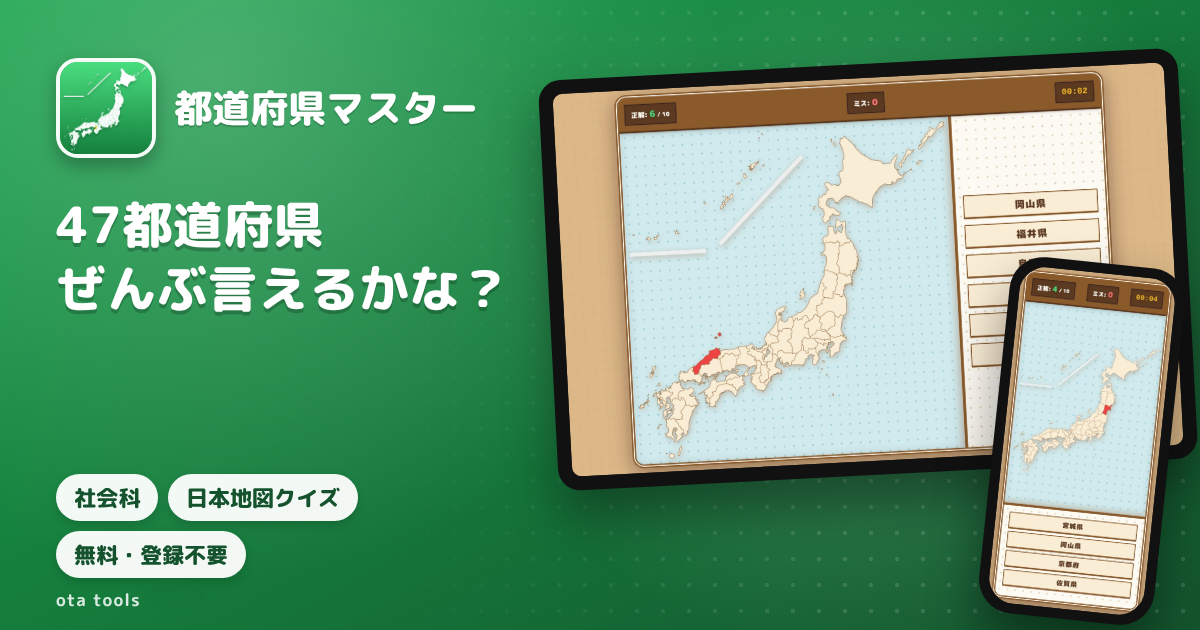 都道府県マスター
47都道府県
ぜんぶ言えるかな？
社会科
日本地図クイズ
無料・登録不要
ota tools
正解: 6 / 10
ミス: 0
00:02
岡山県
福井県
正解: 4 / 10
ミス: 0
00:04
宮城県
岡山県
京都府
佐賀県